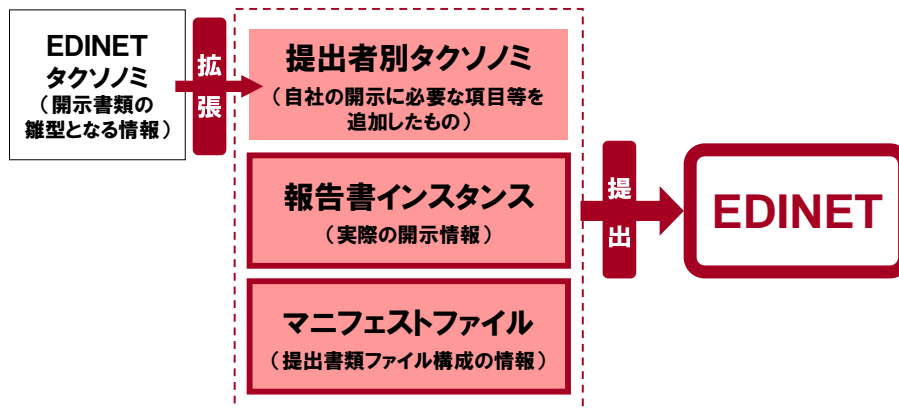 EDINET
タクソノミ
（開示書類の
雛型となる情報）
拡張
提出者別タクソノミ
（自社の開示に必要な項目等を
追加したもの）
報告書インスタンス
（実際の開示情報）
マニフェストファイル
（提出書類ファイル構成の情報）
提出
EDINET